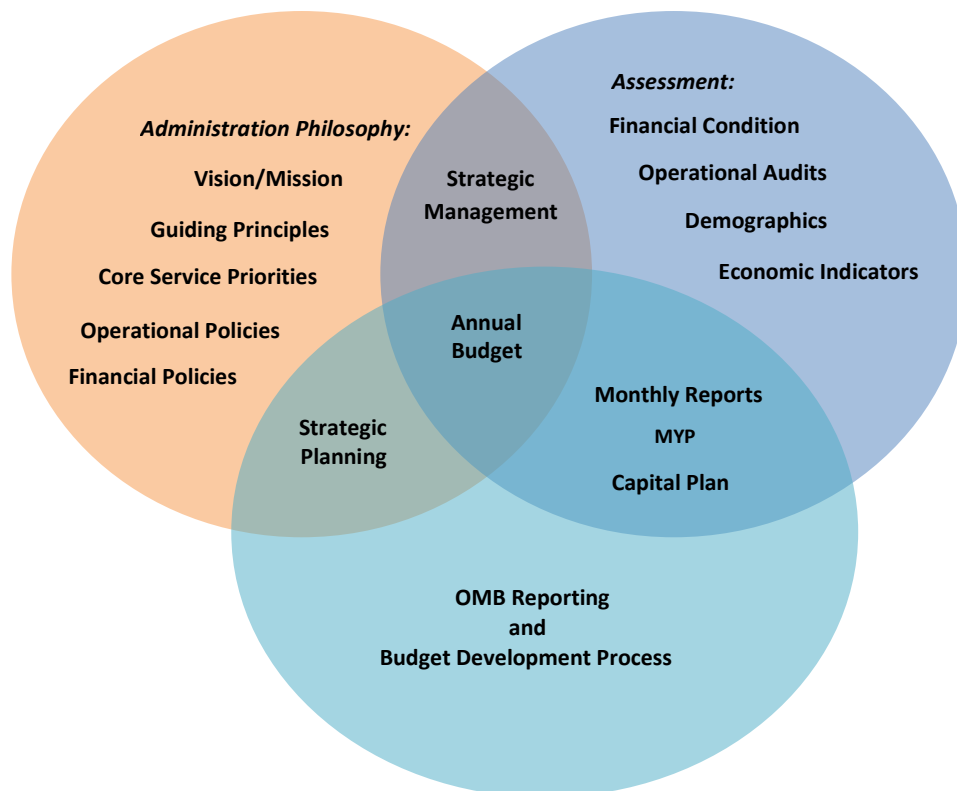 Administration Philosophy:
Vision/Mission
Guiding Principles
Core Service Priorities
Operational Policies
Financial Policies
Strategic
Management
Assessment:
Financial Condition
Operational Audits
Demographics
Economic Indicators
Annual
Budget
Strategic
Planning
Monthly Reports
MYP
Capital Plan
OMB Reporting
and
Budget Development Process